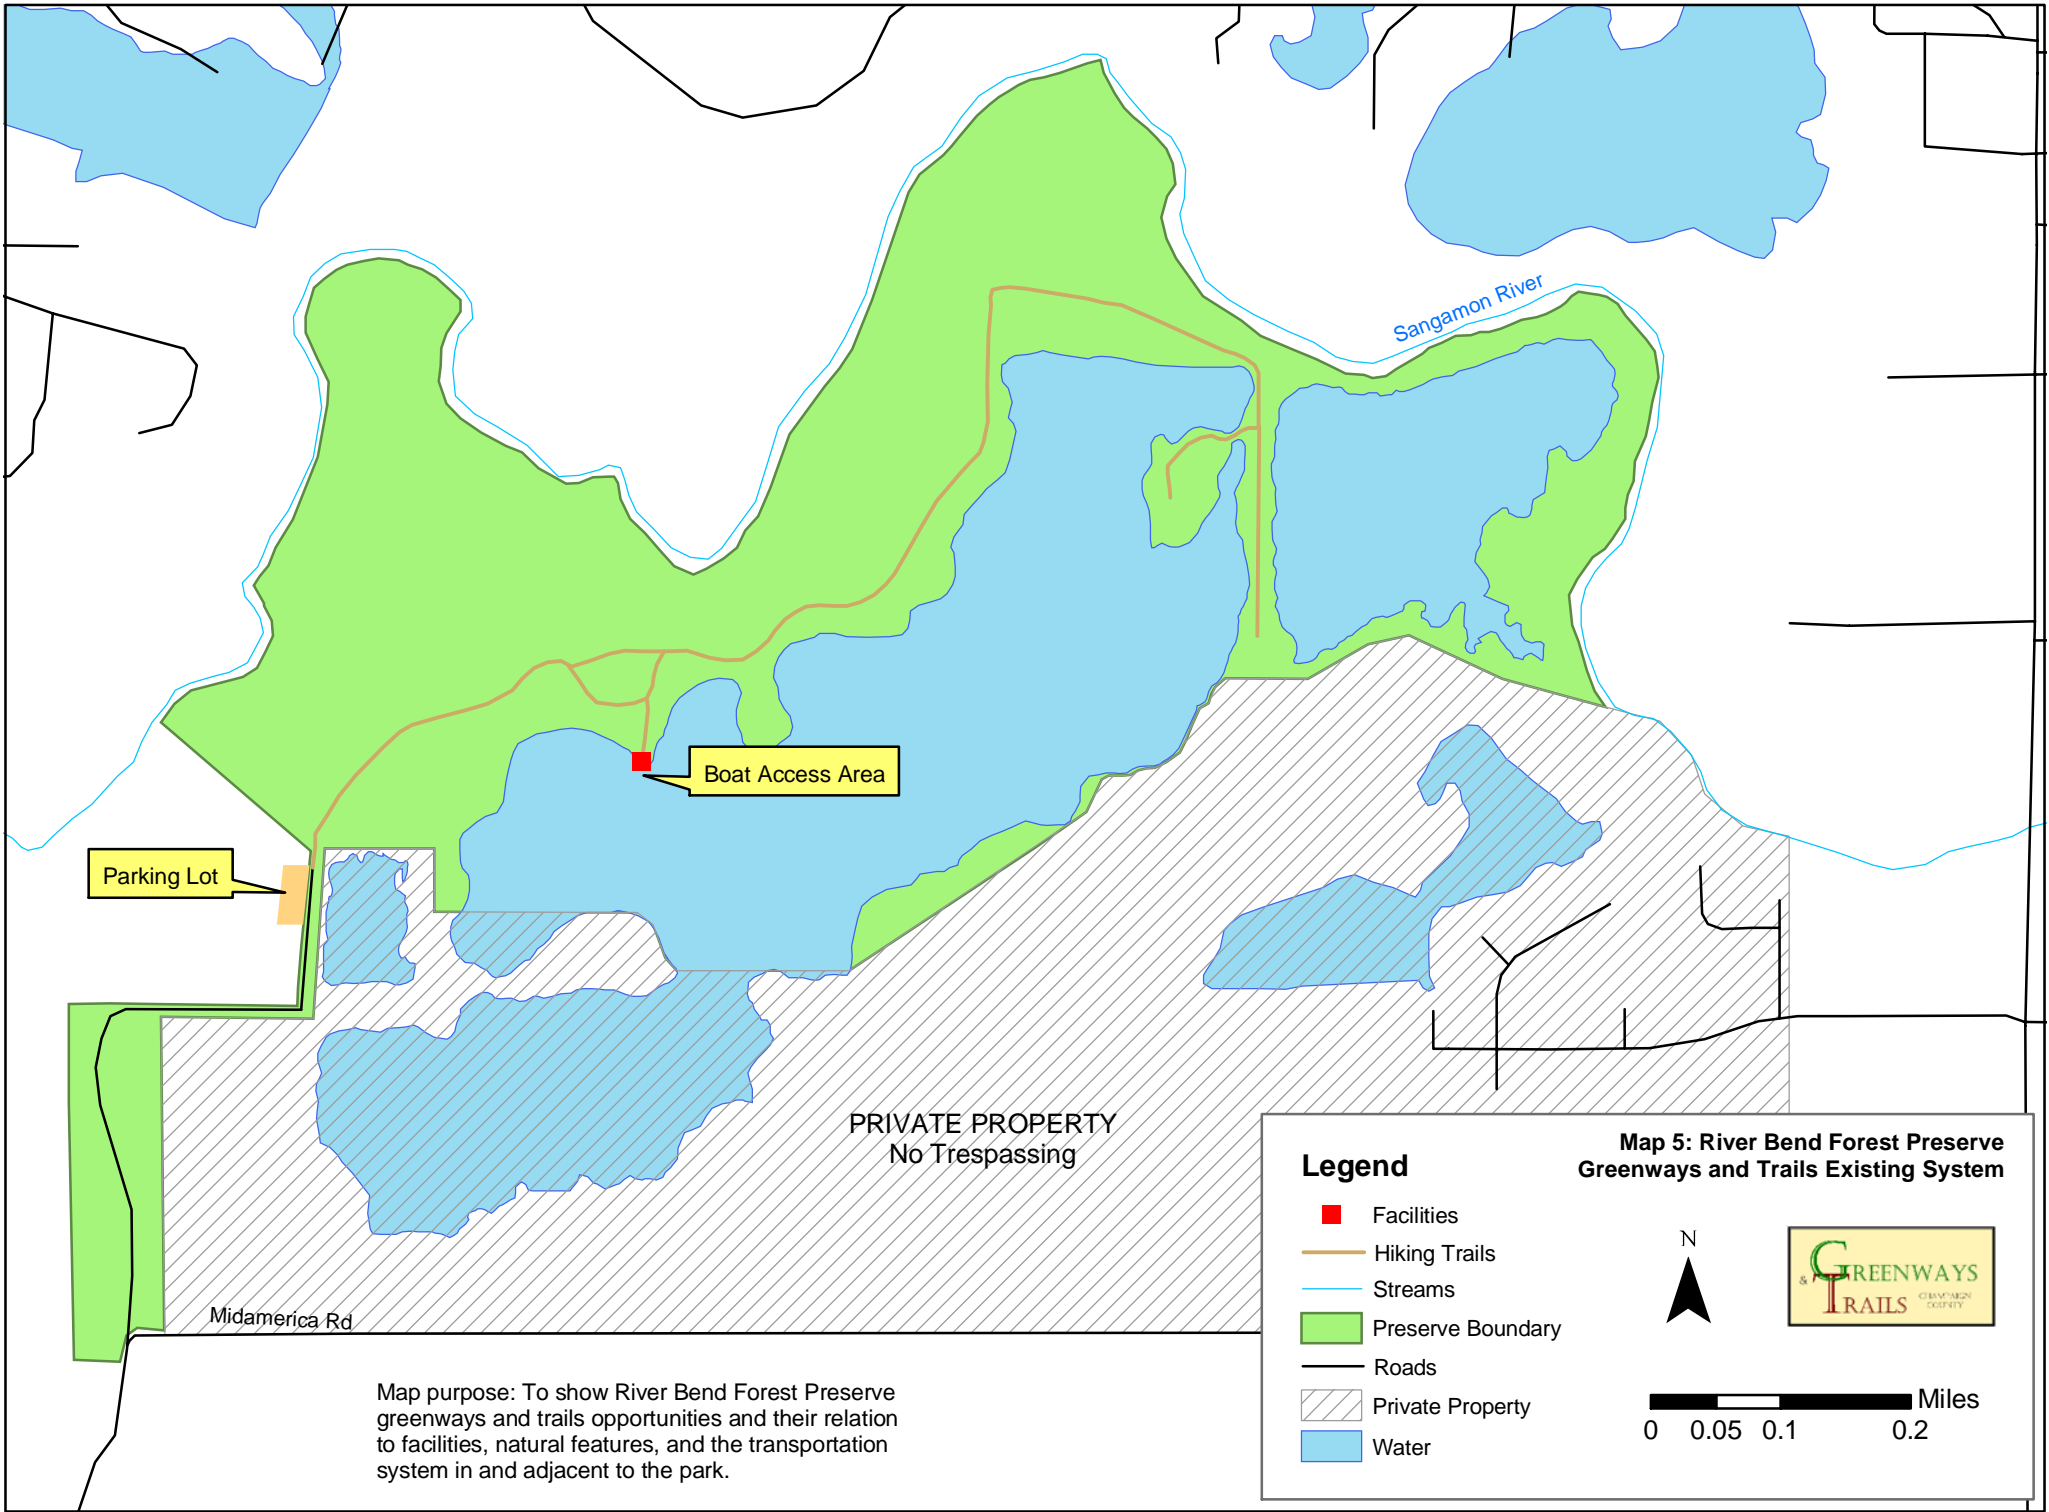 Sangamon River
Boat Access Area
Parking Lot
PRIVATE PROPERTY
No Trespassing
Midamerica Rd
Map purpose: To show River Bend Forest Preserve
greenways and trails opportunities and their relation
to facilities, natural features, and the transportation
system in and adjacent to the park.
Map 5: River Bend Forest Preserve
Greenways and Trails Existing System
Legend
Facilities
Hiking Trails
Streams
Preserve Boundary
Roads
Private Property
Water
N
GREENWAYS
& TRAILS
CHAMPAIGN
COUNTY
Miles
0 0.05 0.1 0.2